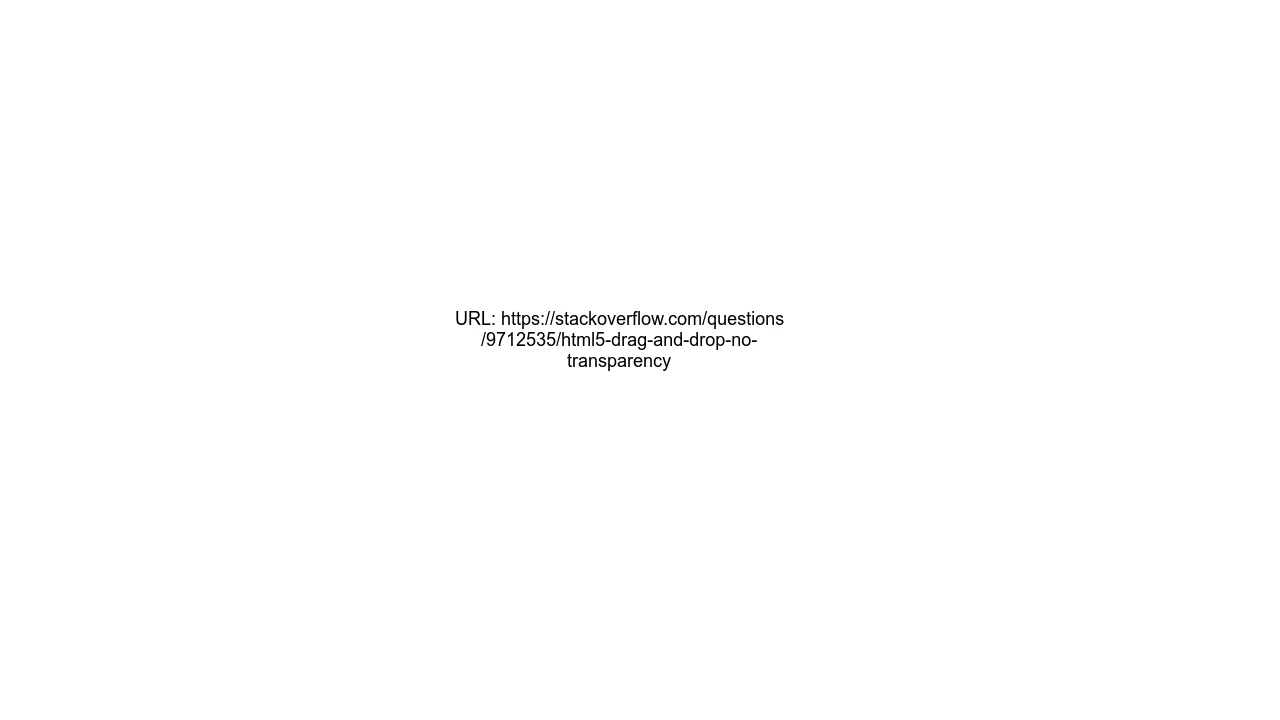 URL: https://stackoverflow.com/questions
/9712535/html5-drag-and-drop-no-
transparency